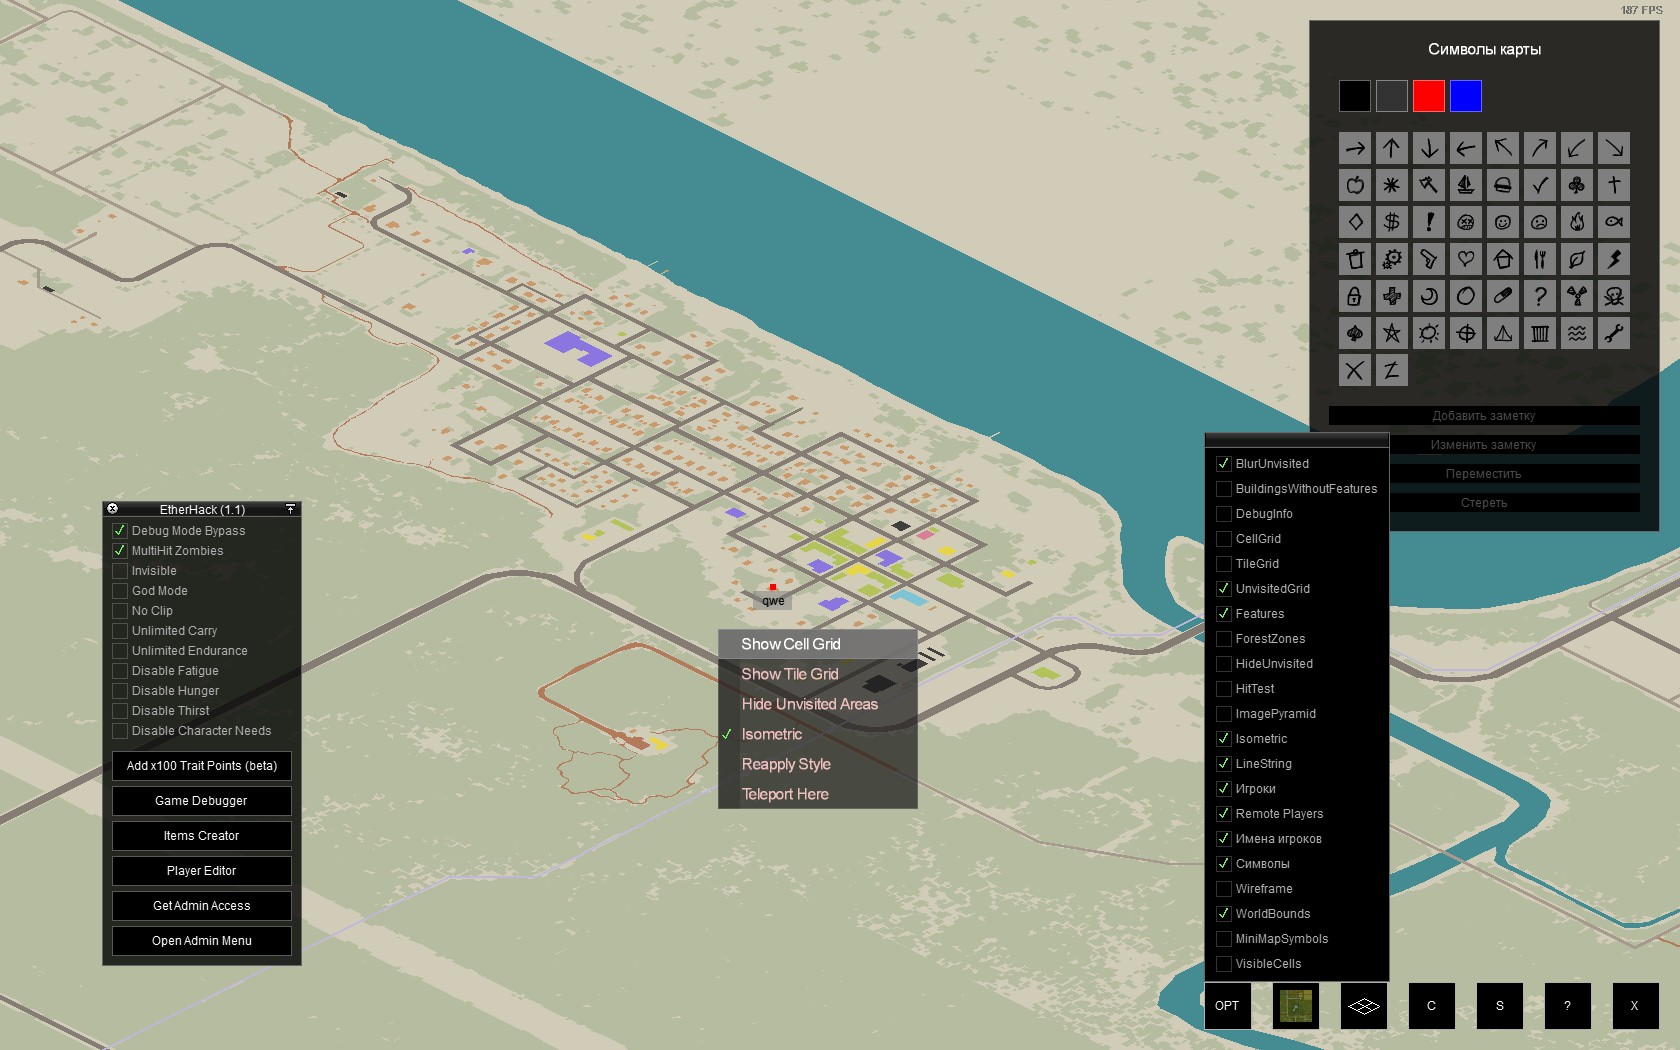 187 FPS
Символы карты
Добавить заметку
Изменить заметку
Переместить
Стереть
BlurUnvisited
BuildingsWithoutFeatures
DebugInfo
CellGrid
TileGrid
UnvisitedGrid
Features
ForestZones
HideUnvisited
HitTest
ImagePyramid
Isometric
LineString
Игроки
Remote Players
Имена игроков
Символы
Wireframe
WorldBounds
MiniMapSymbols
VisibleCells
EtherHack (1.1)
Debug Mode Bypass
MultiHit Zombies
Invisible
God Mode
No Clip
Unlimited Carry
Unlimited Endurance
Disable Fatigue
Disable Hunger
Disable Thirst
Disable Character Needs
Add x100 Trait Points (beta)
Game Debugger
Items Creator
Player Editor
Get Admin Access
Open Admin Menu
qwe
Show Cell Grid
Show Tile Grid
Hide Unvisited Areas
Isometric
Reapply Style
Teleport Here
OPT
C
S
?
X